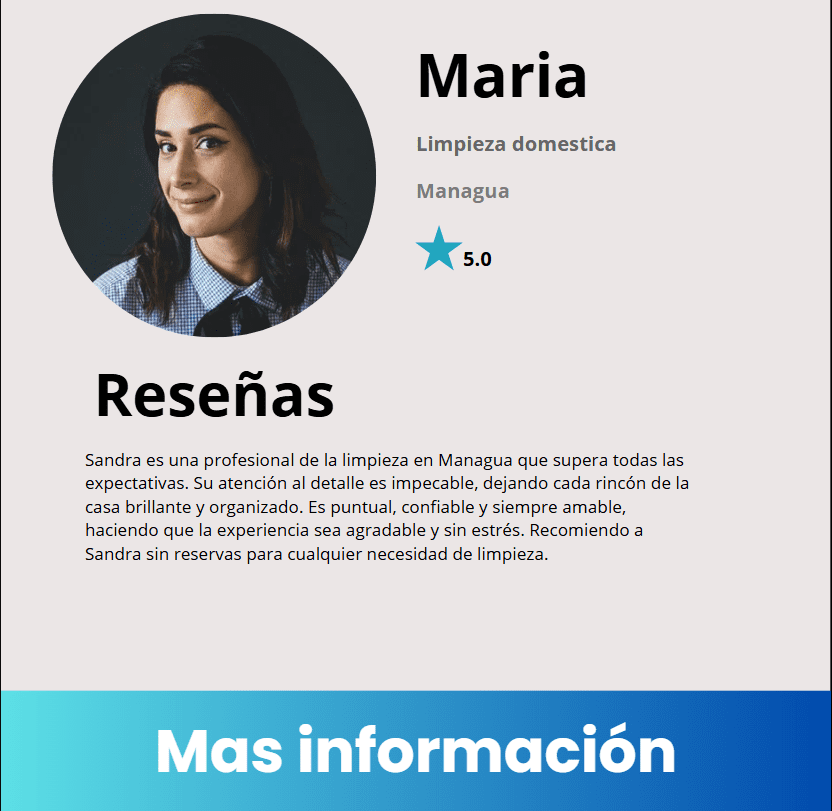 Maria
Limpieza domestica
Managua
5.0
Reseñas
Sandra es una profesional de la limpieza en Managua que supera todas las
expectativas. Su atención al detalle es impecable, dejando cada rincón de la
casa brillante y organizado. Es puntual, confiable y siempre amable,
haciendo que la experiencia sea agradable y sin estrés. Recomiendo a
Sandra sin reservas para cualquier necesidad de limpieza.
Mas información